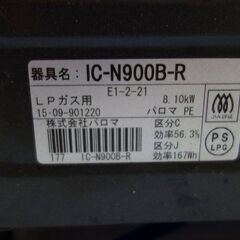 器具名：IC-N900B-R
E1-2-21
LPガス用 8.10kW
15·09-901220 パロマ PE
株式会社パロマ 区分C
効率56.3%
区分J
177 IC-N900B-R 効率167Wh
PS
LPG